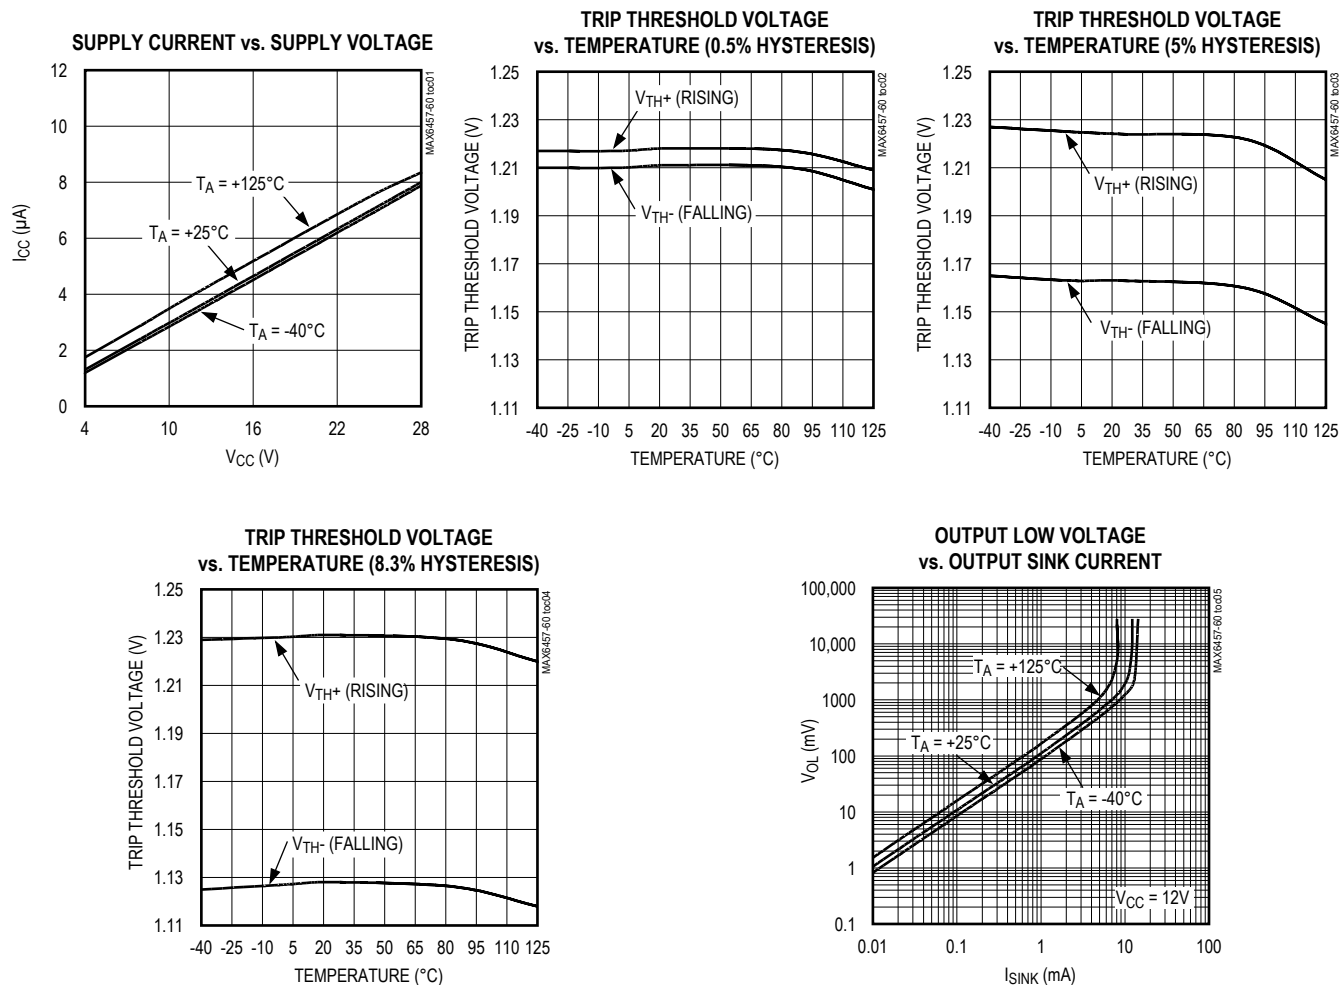 SUPPLY CURRENT vs. SUPPLY VOLTAGE
MAX6457-60 toc01
ICC (µA)
12
10
8
6
4
2
0
TA = +125°C
TA = +25°C
TA = -40°C
4 10 16 22 28
VCC (V)
TRIP THRESHOLD VOLTAGE
vs. TEMPERATURE (0.5% HYSTERESIS)
MAX6457-60 toc02
TRIP THRESHOLD VOLTAGE (V)
1.25
1.23
1.21
1.19
1.17
1.15
1.13
1.11
VTH+ (RISING)
VTH- (FALLING)
-40 -25 -10 5 20 35 50 65 80 95 110 125
TEMPERATURE (°C)
TRIP THRESHOLD VOLTAGE
vs. TEMPERATURE (5% HYSTERESIS)
MAX6457-60 toc03
TRIP THRESHOLD VOLTAGE (V)
1.25
1.23
1.21
1.19
1.17
1.15
1.13
1.11
VTH+ (RISING)
VTH- (FALLING)
-40 -25 -10 5 20 35 50 65 80 95 110 125
TEMPERATURE (°C)
TRIP THRESHOLD VOLTAGE
vs. TEMPERATURE (8.3% HYSTERESIS)
MAX6457-60 toc04
TRIP THRESHOLD VOLTAGE (V)
1.25
1.23
1.21
1.19
1.17
1.15
1.13
1.11
VTH+ (RISING)
VTH- (FALLING)
-40 -25 -10 5 20 35 50 65 80 95 110 125
TEMPERATURE (°C)
OUTPUT LOW VOLTAGE
vs. OUTPUT SINK CURRENT
MAX6457-60 toc05
VOL (mV)
100,000
10,000
1000
100
10
1
0.1
TA = +125°C
TA = +25°C
TA = -40°C
VCC = 12V
0.01 0.1 1 10 100
ISINK (mA)